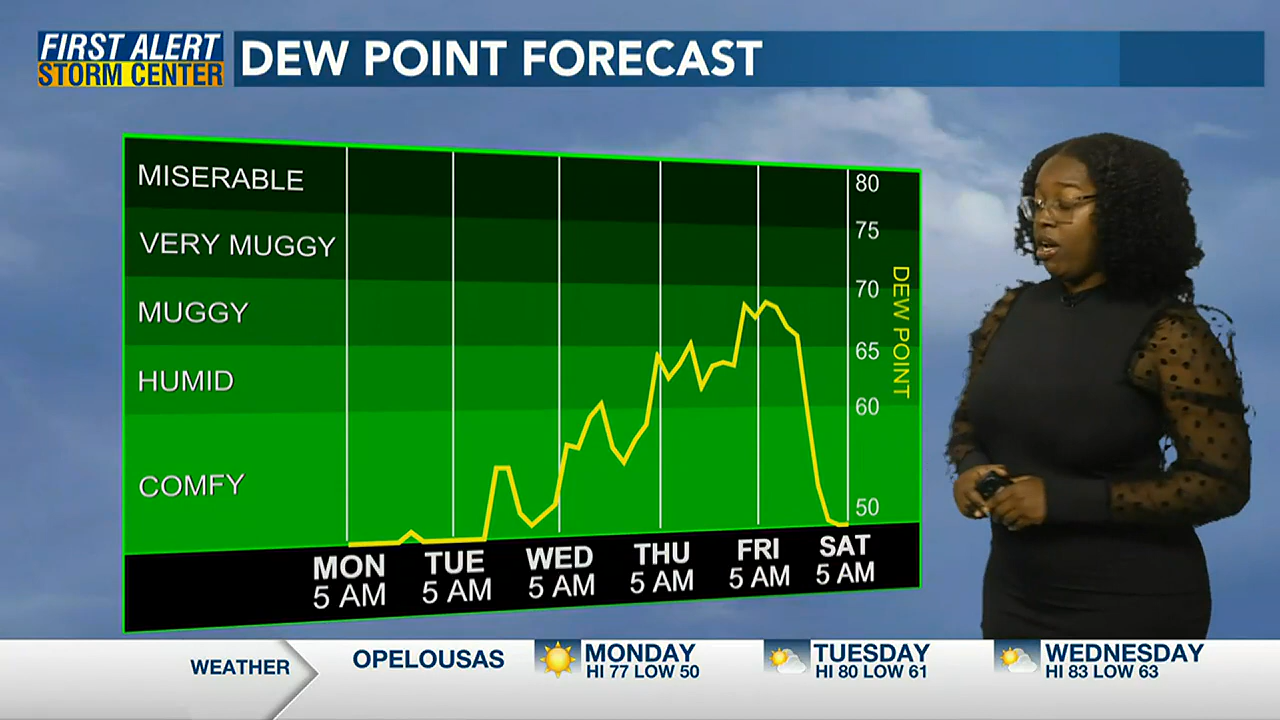 FIRST ALERT
STORM CENTER
DEW POINT FORECAST
MISERABLE
VERY MUGGY
MUGGY
HUMID
COMFY
80
75
70
65
60
50
DEW POINT
MON TUE WED THU FRI SAT
5 AM 5 AM 5 AM 5 AM 5 AM 5 AM
WEATHER
OPELOUSAS
MONDAY
HI 77 LOW 50
TUESDAY
HI 80 LOW 61
WEDNESDAY
HI 83 LOW 63